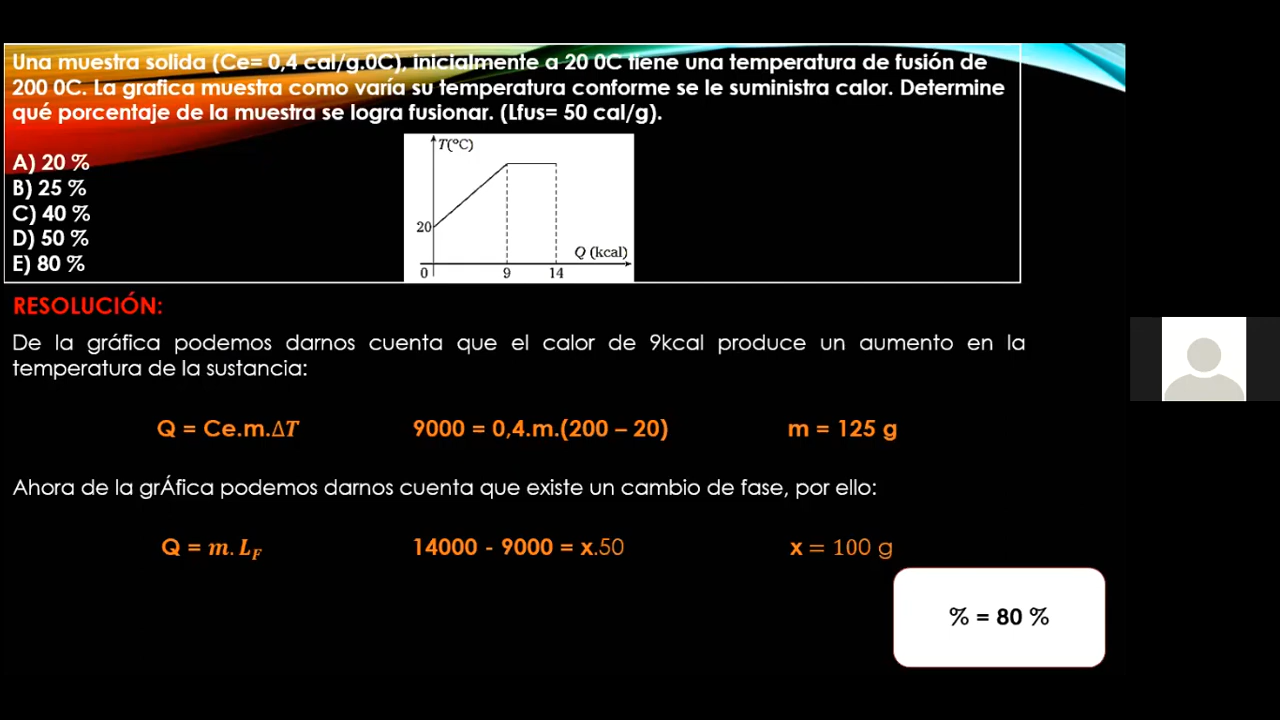 Una muestra solida (Ce= 0,4 cal/g.0C), inicialmente a 20 0C tiene una temperatura de fusión de
200 0C. La grafica muestra como varía su temperatura conforme se le suministra calor. Determine
qué porcentaje de la muestra se logra fusionar. (Lfus= 50 cal/g).
A) 20 %
B) 25 %
C) 40 %
D) 50 %
E) 80 %
T(°C)
20
Q (kcal)
0 9 14
RESOLUCIÓN:
De la gráfica podemos darnos cuenta que el calor de 9kcal produce un aumento en la
temperatura de la sustancia:
Q = Ce.m.ΔT 9000 = 0,4.m.(200 – 20) m = 125 g
Ahora de la grÁfica podemos darnos cuenta que existe un cambio de fase, por ello:
Q = m. L_F 14000 - 9000 = x.50 x = 100 g
% = 80 %